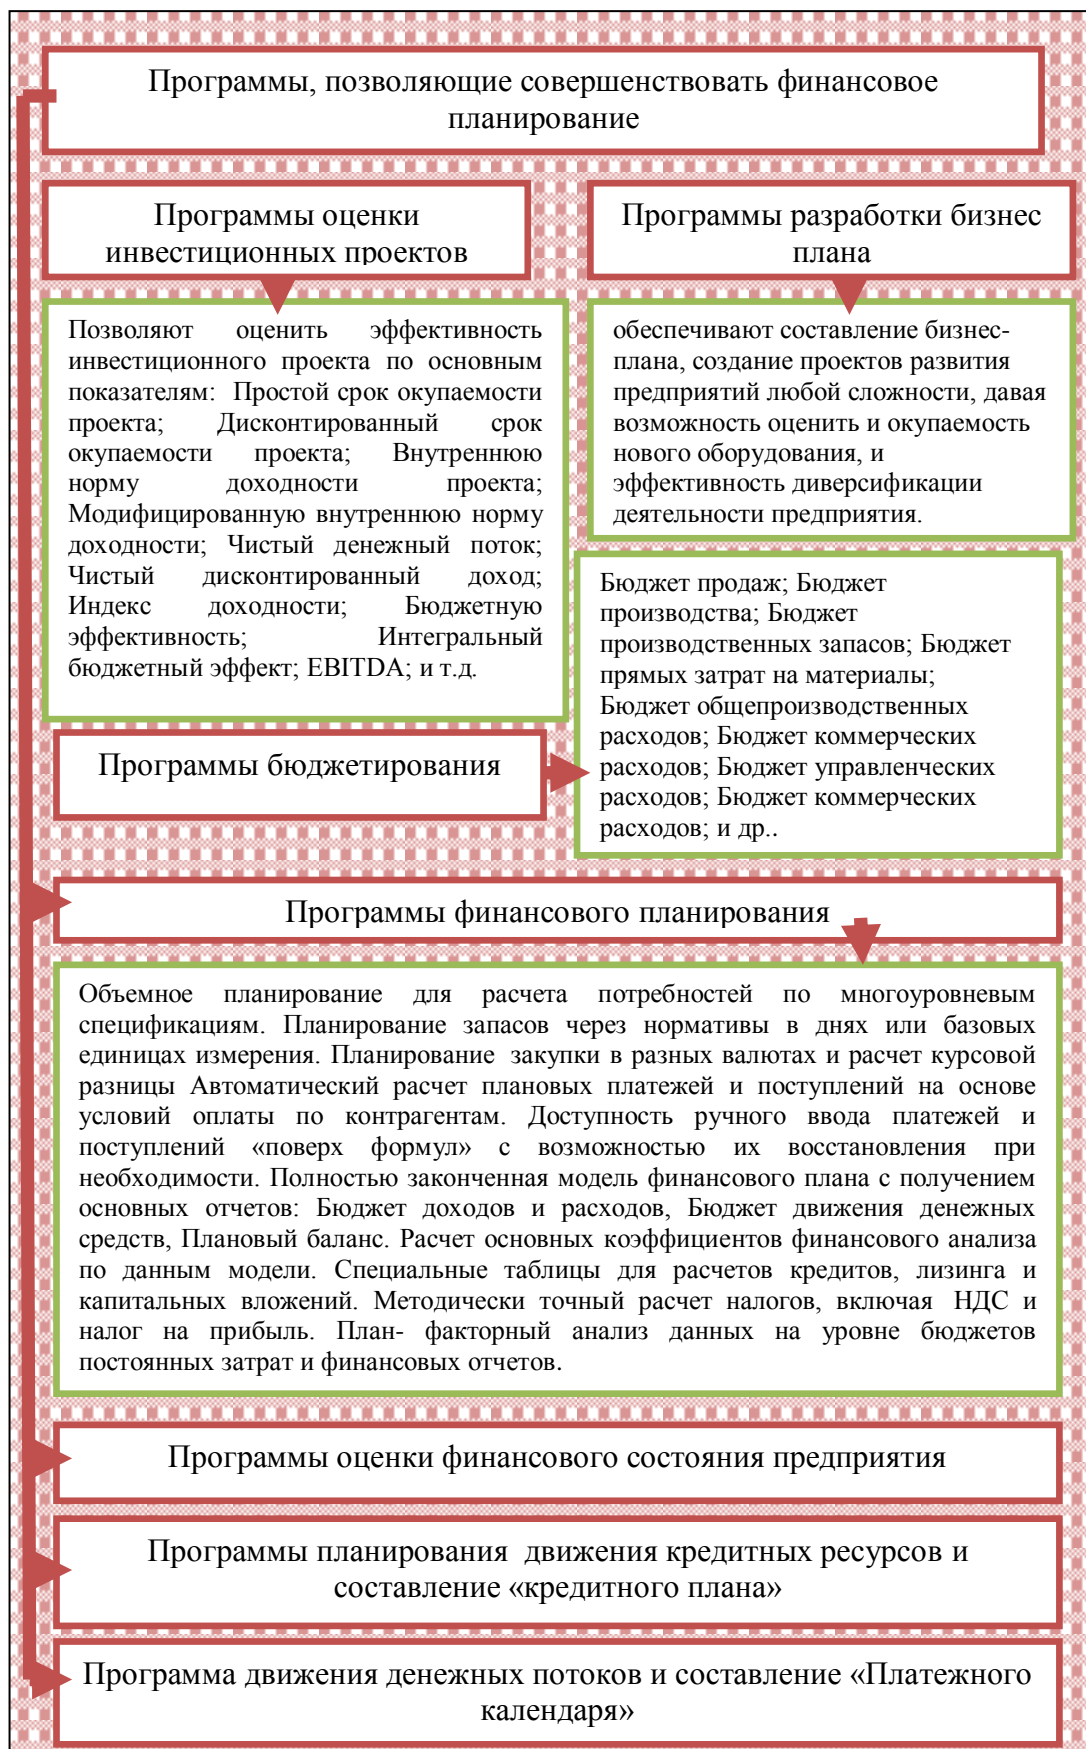 Программы, позволяющие совершенствовать финансовое
планирование
Программы оценки
инвестиционных проектов
Программы разработки бизнес
плана
Позволяют оценить эффективность
инвестиционного проекта по основным
показателям: Простой срок окупаемости
проекта; Дисконтированный срок
окупаемости проекта; Внутреннюю
норму доходности проекта;
Модифицированную внутреннюю норму
доходности; Чистый денежный поток;
Чистый дисконтированный доход;
Индекс доходности; Бюджетную
эффективность; Интегральный
бюджетный эффект; EBITDA; и т.д.
обеспечивают составление бизнес-
плана, создание проектов развития
предприятий любой сложности, давая
возможность оценить и окупаемость
нового оборудования, и
эффективность диверсификации
деятельности предприятия.
Программы бюджетирования
Бюджет продаж; Бюджет
производства; Бюджет
производственных запасов; Бюджет
прямых затрат на материалы;
Бюджет общепроизводственных
расходов; Бюджет коммерческих
расходов; Бюджет управленческих
расходов; Бюджет коммерческих
расходов; и др..
Программы финансового планирования
Объемное планирование для расчета потребностей по многоуровневым
спецификациям. Планирование запасов через нормативы в днях или базовых
единицах измерения. Планирование закупки в разных валютах и расчет курсовой
разницы Автоматический расчет плановых платежей и поступлений на основе
условий оплаты по контрагентам. Доступность ручного ввода платежей и
поступлений «поверх формул» с возможностью их восстановления при
необходимости. Полностью законченная модель финансового плана с получением
основных отчетов: Бюджет доходов и расходов, Бюджет движения денежных
средств, Плановый баланс. Расчет основных коэффициентов финансового анализа
по данным модели. Специальные таблицы для расчетов кредитов, лизинга и
капитальных вложений. Методически точный расчет налогов, включая НДС и
налог на прибыль. План- факторный анализ данных на уровне бюджетов
постоянных затрат и финансовых отчетов.
Программы оценки финансового состояния предприятия
Программы планирования движения кредитных ресурсов и
составление «кредитного плана»
Программа движения денежных потоков и составление «Платежного
календаря»